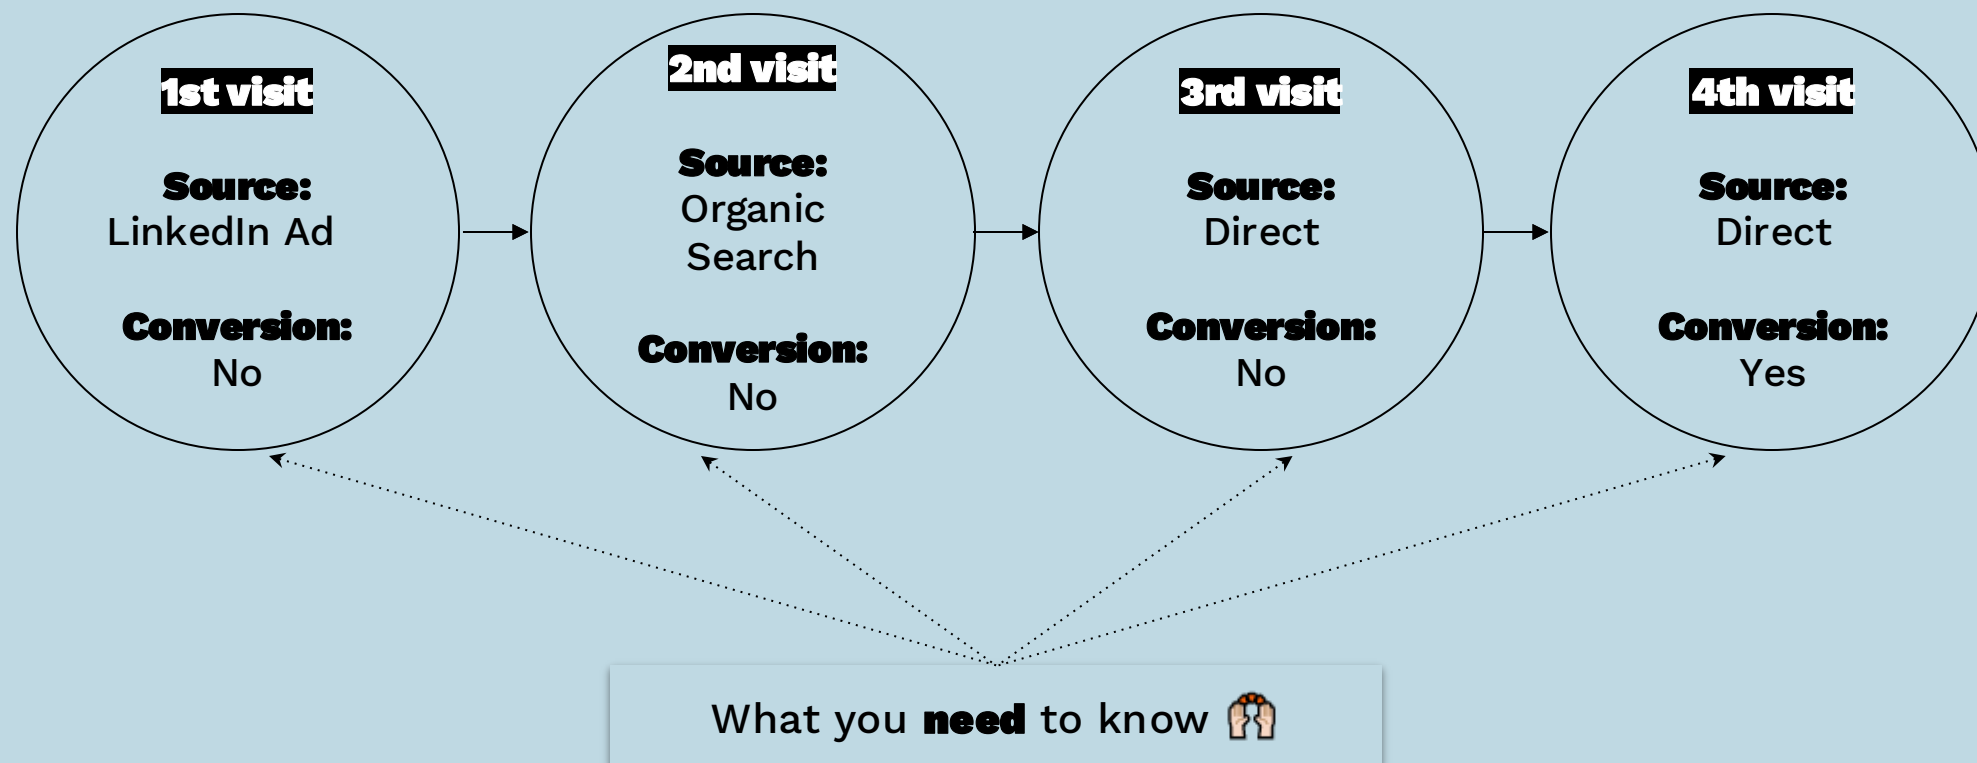 1st visit
Source:
LinkedIn Ad
Conversion:
No
2nd visit
Source:
Organic
Search
Conversion:
No
3rd visit
Source:
Direct
Conversion:
No
4th visit
Source:
Direct
Conversion:
Yes
What you need to know 🙌